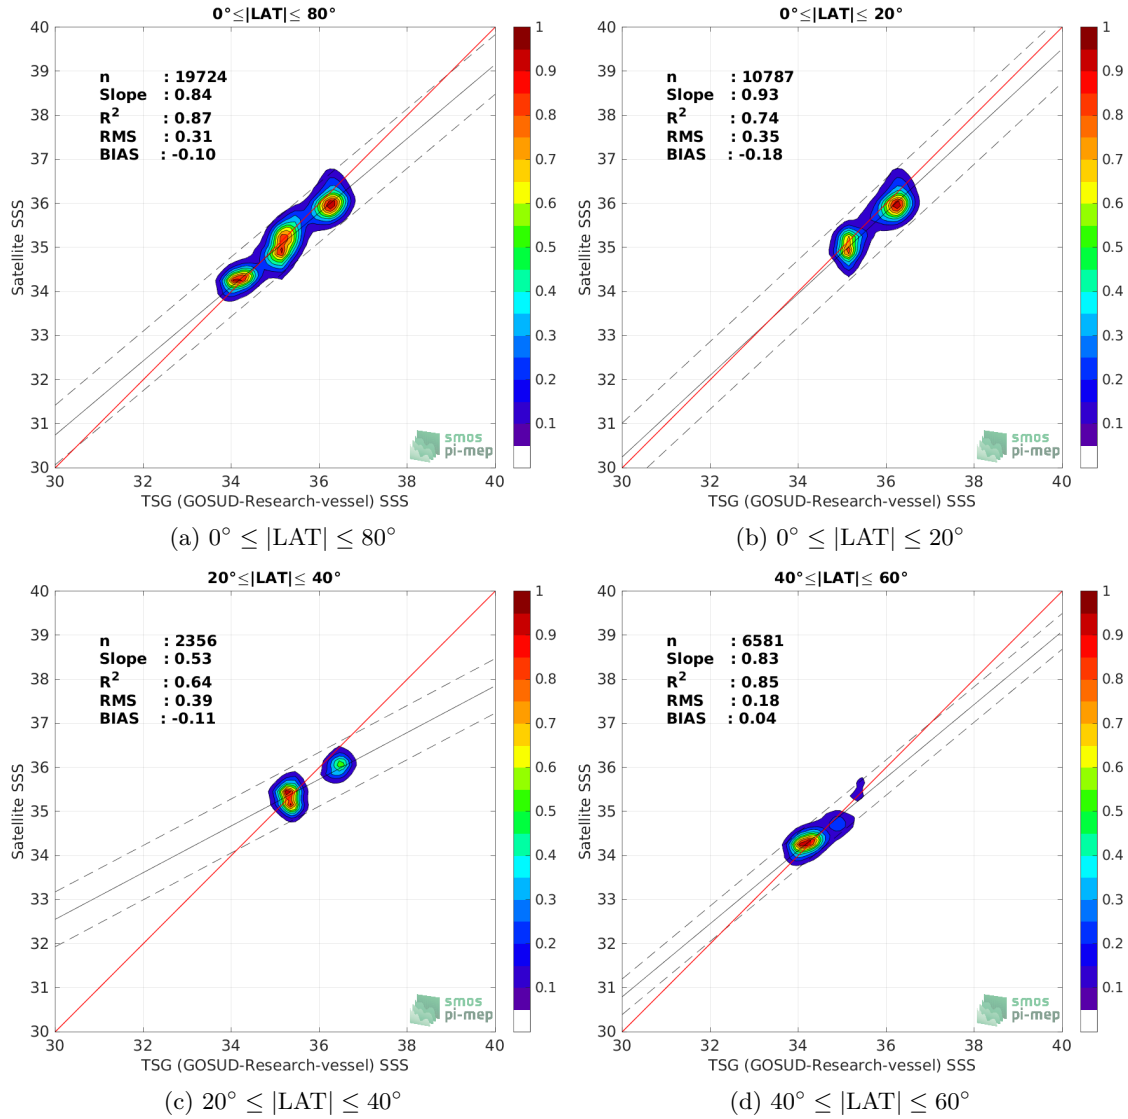 0°≤|LAT|≤ 80°
n : 19724
Slope : 0.84
R² : 0.87
RMS : 0.31
BIAS : -0.10
Satellite SSS
40
39
38
37
36
35
34
33
32
31
30
30 32 34 36 38 40
TSG (GOSUD-Research-vessel) SSS
1
0.9
0.8
0.7
0.6
0.5
0.4
0.3
0.2
0.1
smos
pi-mep
(a) 0° ≤ |LAT| ≤ 80°
0°≤|LAT|≤ 20°
n : 10787
Slope : 0.93
R² : 0.74
RMS : 0.35
BIAS : -0.18
Satellite SSS
40
39
38
37
36
35
34
33
32
31
30
30 32 34 36 38 40
TSG (GOSUD-Research-vessel) SSS
1
0.9
0.8
0.7
0.6
0.5
0.4
0.3
0.2
0.1
smos
pi-mep
(b) 0° ≤ |LAT| ≤ 20°
20°≤|LAT|≤ 40°
n : 2356
Slope : 0.53
R² : 0.64
RMS : 0.39
BIAS : -0.11
Satellite SSS
40
39
38
37
36
35
34
33
32
31
30
30 32 34 36 38 40
TSG (GOSUD-Research-vessel) SSS
1
0.9
0.8
0.7
0.6
0.5
0.4
0.3
0.2
0.1
smos
pi-mep
(c) 20° ≤ |LAT| ≤ 40°
40°≤|LAT|≤ 60°
n : 6581
Slope : 0.83
R² : 0.85
RMS : 0.18
BIAS : 0.04
Satellite SSS
40
39
38
37
36
35
34
33
32
31
30
30 32 34 36 38 40
TSG (GOSUD-Research-vessel) SSS
1
0.9
0.8
0.7
0.6
0.5
0.4
0.3
0.2
0.1
smos
pi-mep
(d) 40° ≤ |LAT| ≤ 60°